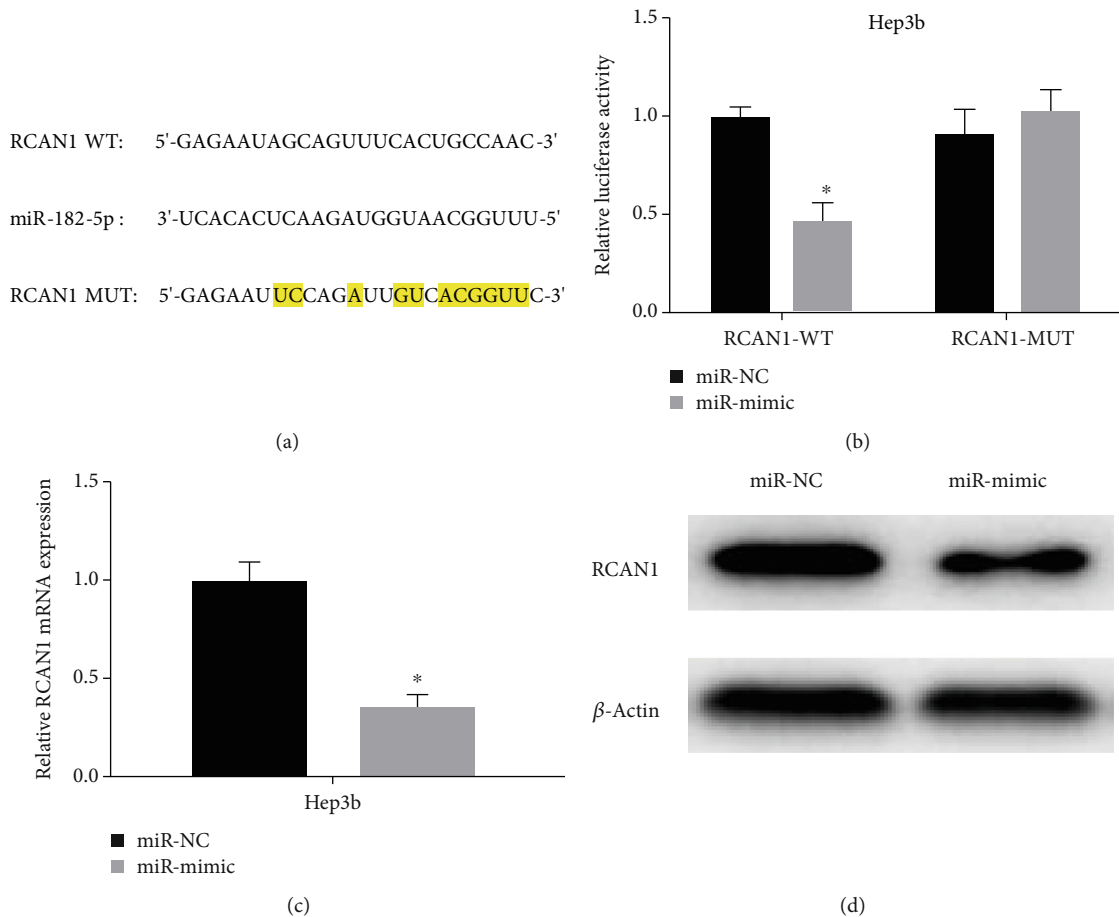 RCAN1 WT: 5'-GAGAAUAGCAGUUUCACUGCCAAC-3'
miR-182-5p : 3'-UCACACUCAAGAUGGUAACGGUUU-5'
RCAN1 MUT: 5'-GAGAAUUCCAGAUUGUCACGGUUC-3'
(a)
Hep3b
Relative luciferase activity
1.5
1.0
0.5
0.0
*
RCAN1-WT RCAN1-MUT
miR-NC
miR-mimic
(b)
Relative RCAN1 mRNA expression
1.5
1.0
0.5
0.0
*
Hep3b
miR-NC
miR-mimic
(c)
miR-NC miR-mimic
RCAN1
β-Actin
(d)